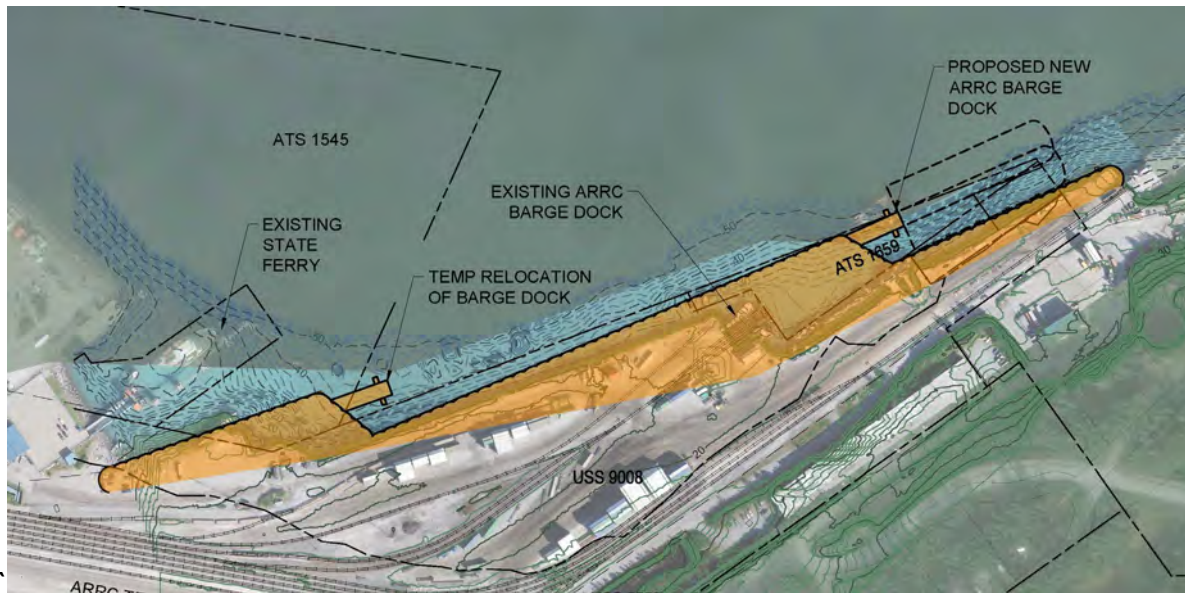 PROPOSED NEW
ARRC BARGE
DOCK
ATS 1545
EXISTING ARRC
BARGE DOCK
EXISTING
STATE
FERRY
ATS 1659
TEMP RELOCATION
OF BARGE DOCK
USS 9008
20
ARRC